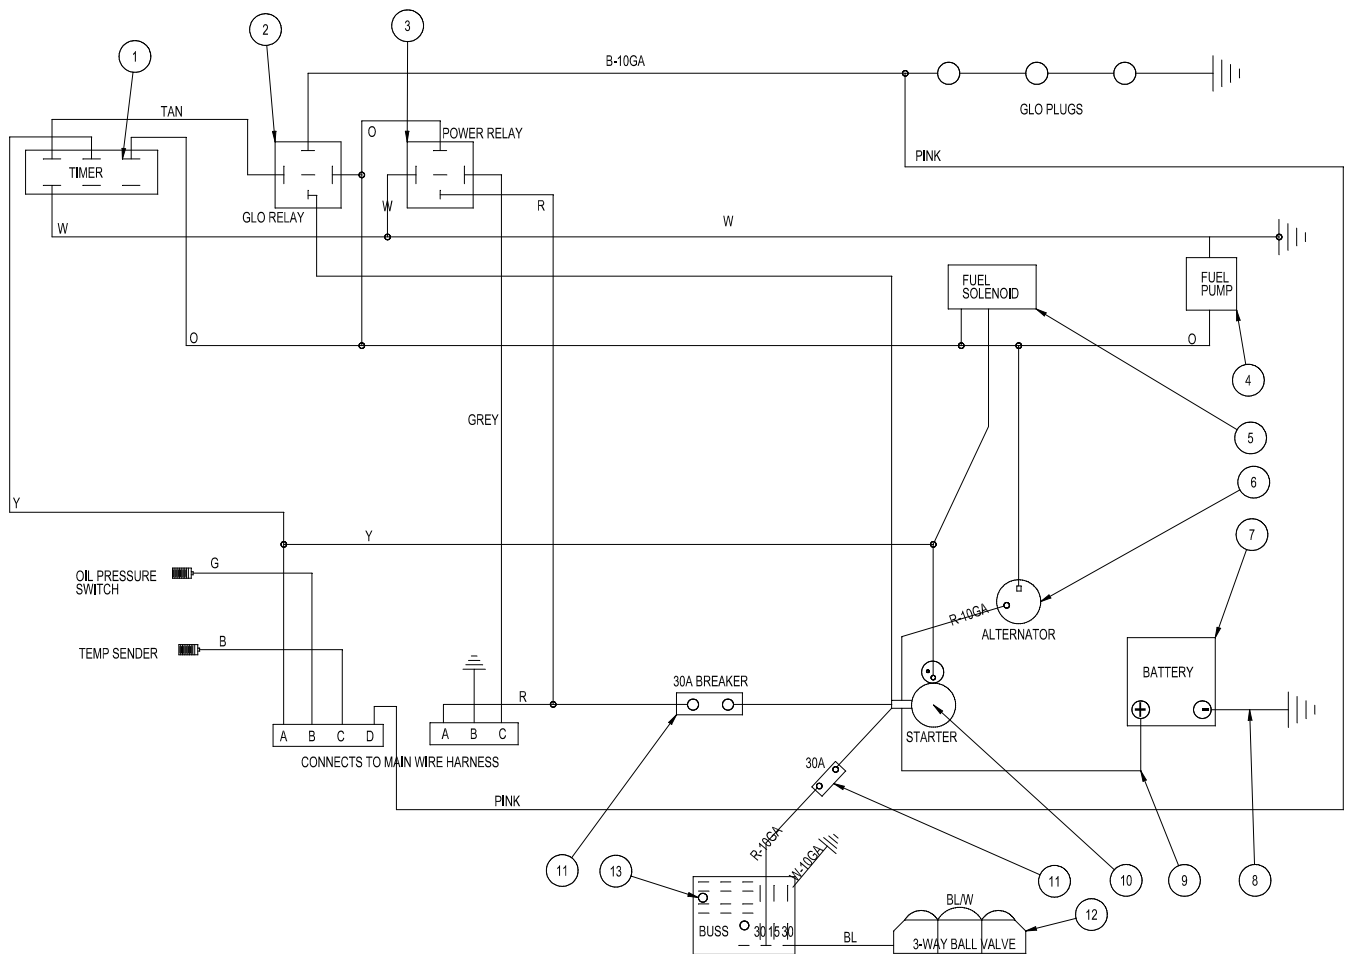 2
3
1
B-10GA
TAN
O
POWER RELAY
GLO PLUGS
PINK
TIMER
GLO RELAY
W
R
W
W
FUEL
SOLENOID
FUEL
PUMP
O
O
4
GREY
5
6
Y
Y
7
OIL PRESSURE
SWITCH
G
R-10GA
ALTERNATOR
TEMP SENDER
B
BATTERY
30A BREAKER
R
+
-
8
A B C D
A B C
STARTER
CONNECTS TO MAIN WIRE HARNESS
30A
PINK
R-10GA
W-10GA
11
13
11
10
9
8
BL/W
12
BUSS
30 15 30
BL
3-WAY BALL VALVE